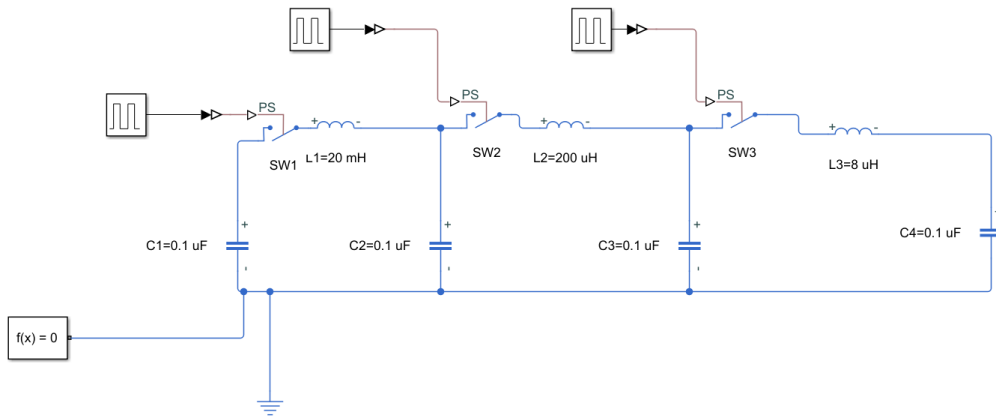 PS
PS
PS
+
-
SW1
L1=20 mH
+
-
SW2
L2=200 uH
+
-
SW3
L3=8 uH
+
C1=0.1 uF
-
+
C2=0.1 uF
-
+
C3=0.1 uF
-
+
C4=0.1 uF
-
f(x) = 0